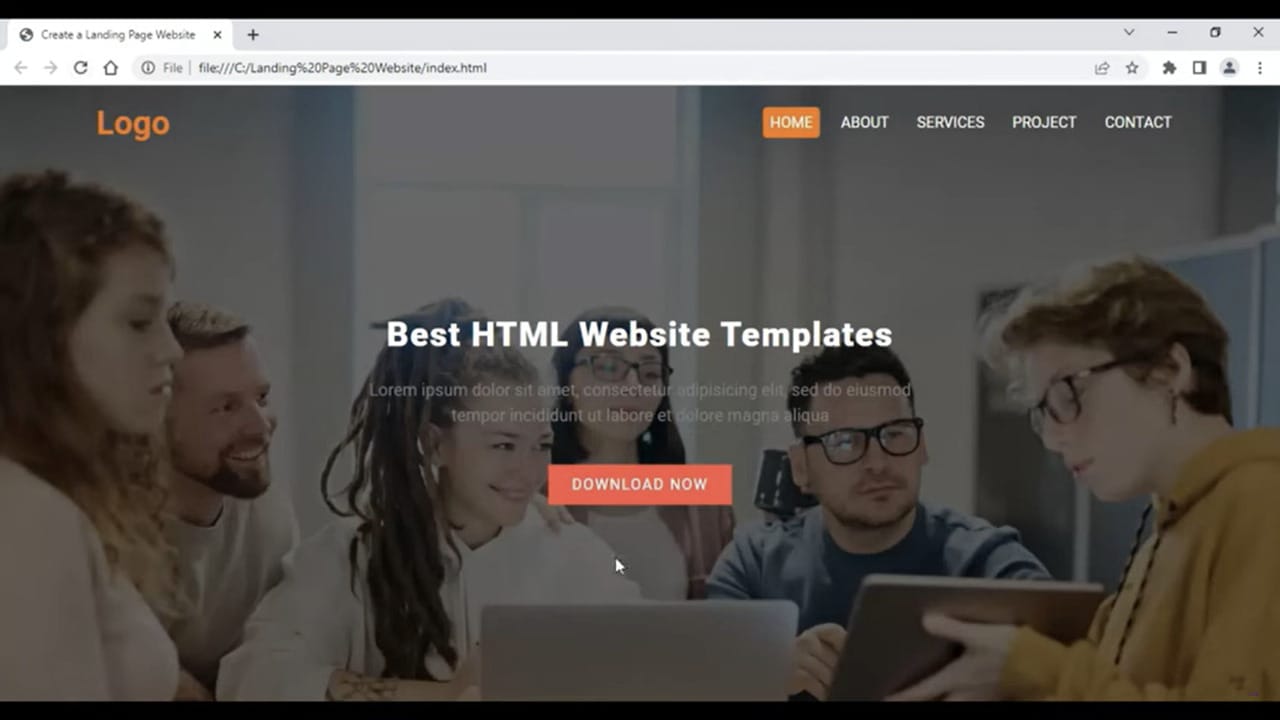 Create a Landing Page Website
File
file:///C:/Landing%20Page%20Website/index.html
Logo
HOME ABOUT SERVICES PROJECT CONTACT
Best HTML Website Templates
Lorem ipsum dolor sit amet, consectetur adipisicing elit, sed do eiusmod
tempor incididunt ut labore et dolore magna aliqua
DOWNLOAD NOW